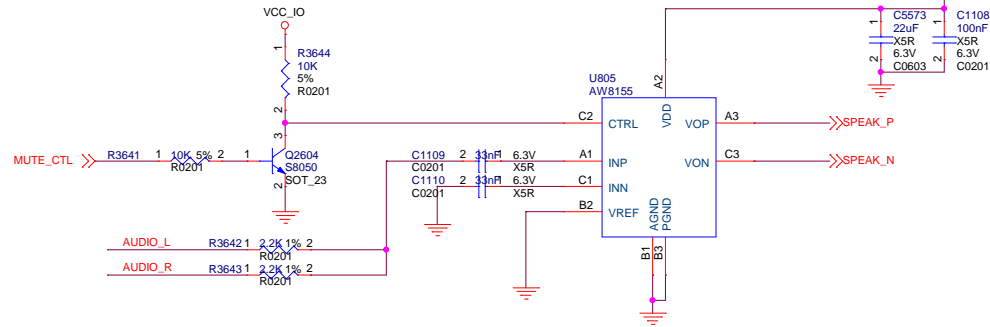 VCC_IO
1
R3644
10K
5%
R0201
2
3
MUTE_CTL
R3641
1
10K 5%
2
R0201
1
Q2604
S8050
SOT_23
2
AUDIO_L
R3642
1
2.2K 1%
2
R0201
AUDIO_R
R3643
1
2.2K 1%
2
R0201
C1109
C0201
2
33nF
1
6.3V
X5R
C1110
C0201
2
33nF
1
6.3V
X5R
U805
AW8155
A2
VDD
C2
CTRL
A1
INP
C1
INN
B2
VREF
VOP
A3
SPEAK_P
VON
C3
SPEAK_N
AGND
PGND
B1
B3
1
2
C5573
22uF
X5R
6.3V
C0603
1
2
C1108
100nF
X5R
6.3V
C0201